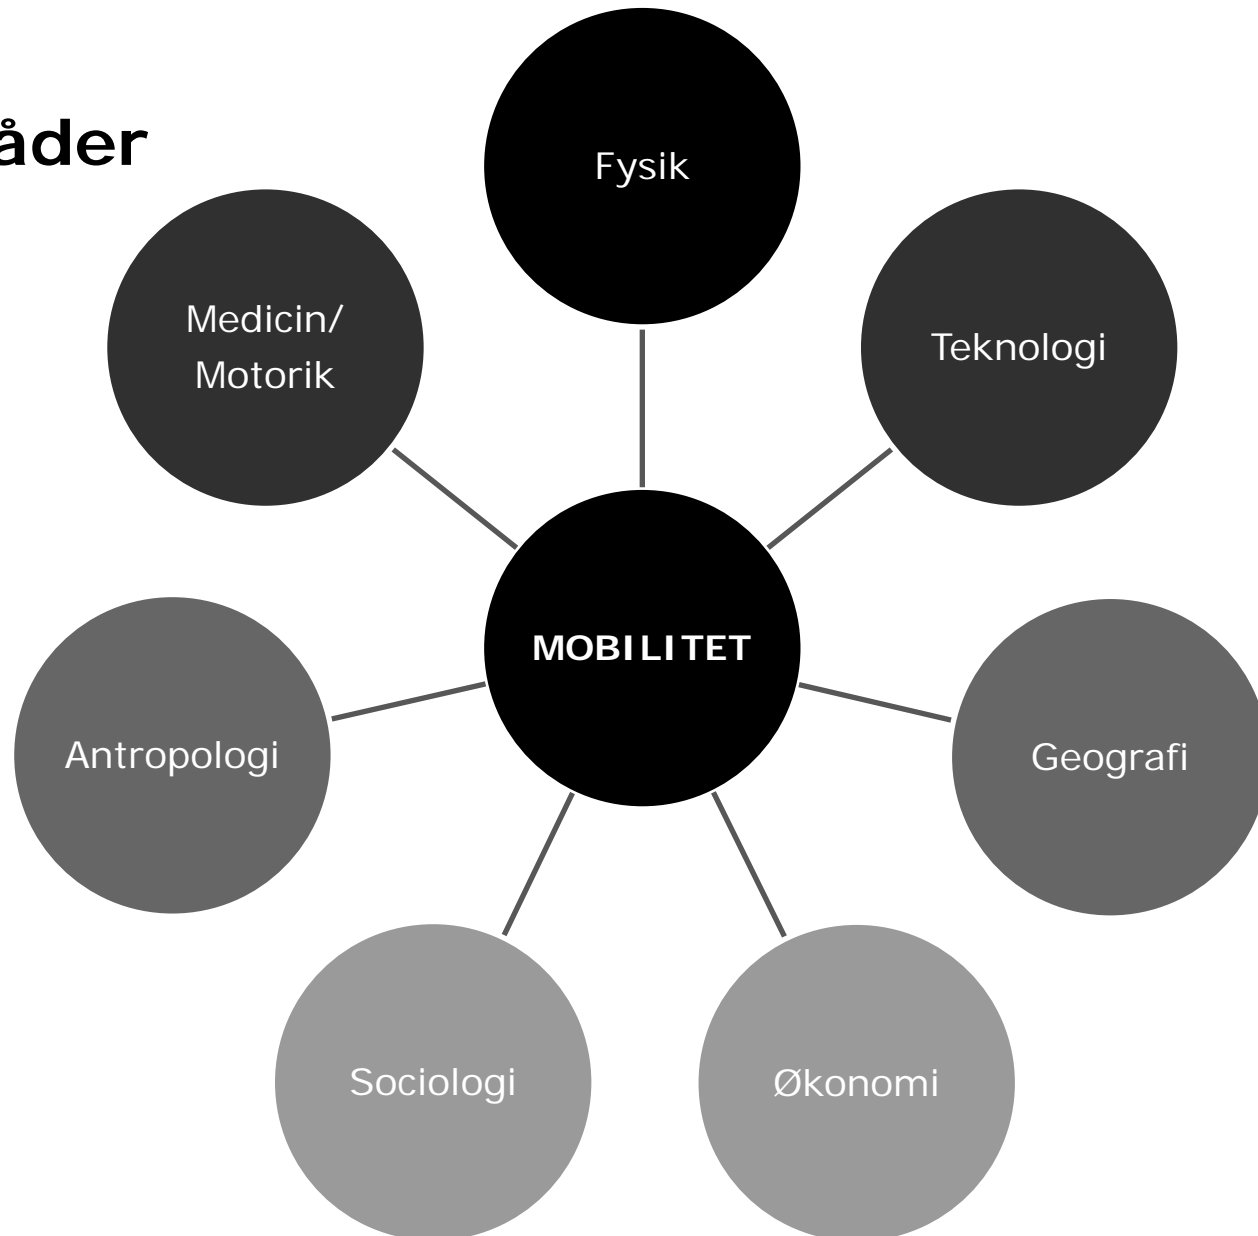 åder
Fysik
Medicin/
Motorik
Teknologi
MOBILITET
Antropologi
Geografi
Sociologi
Økonomi